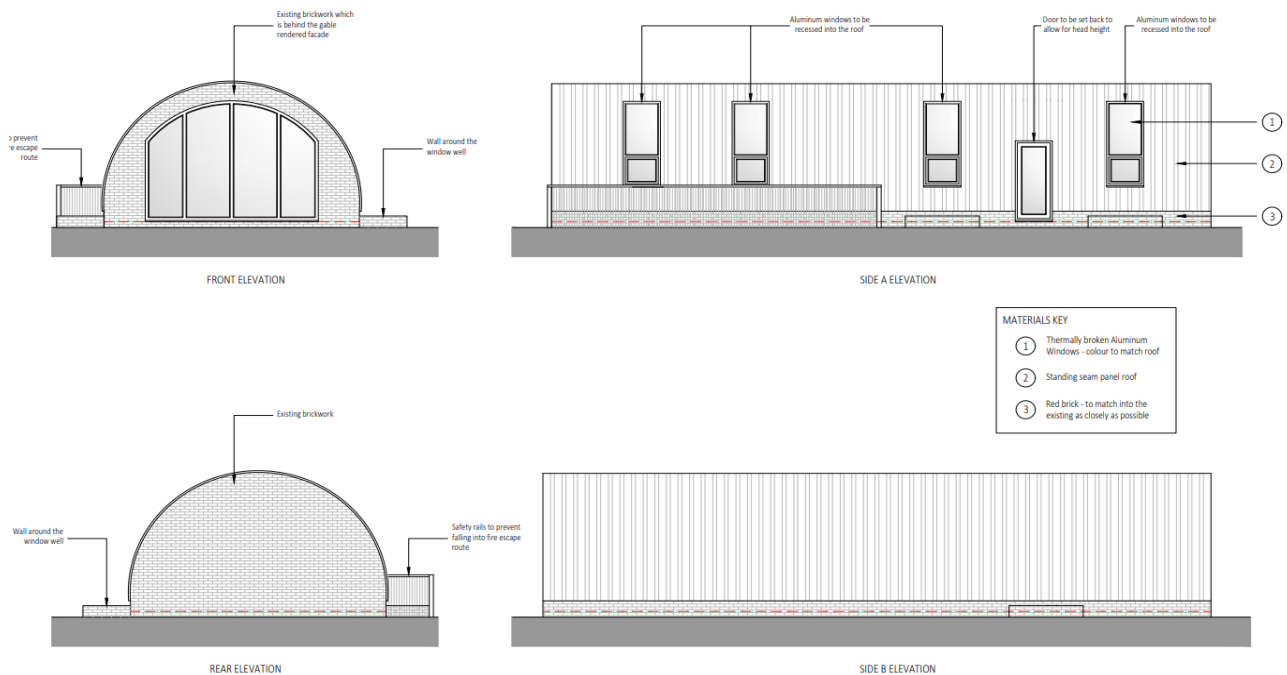 Existing brickwork which
is behind the gable
rendered facade
prevent
escape
route
Wall around the
window well
FRONT ELEVATION
Aluminum windows to be
recessed into the roof
Door to be set back to
allow for head height
Aluminum windows to be
recessed into the roof
1
2
3
SIDE A ELEVATION
MATERIALS KEY
1 Thermally broken Aluminum
Windows - colour to match roof
2 Standing seam panel roof
3 Red brick - to match into the
existing as closely as possible
Existing brickwork
Wall around the
window well
Safety rails to prevent
falling into fire escape
route
REAR ELEVATION
SIDE B ELEVATION